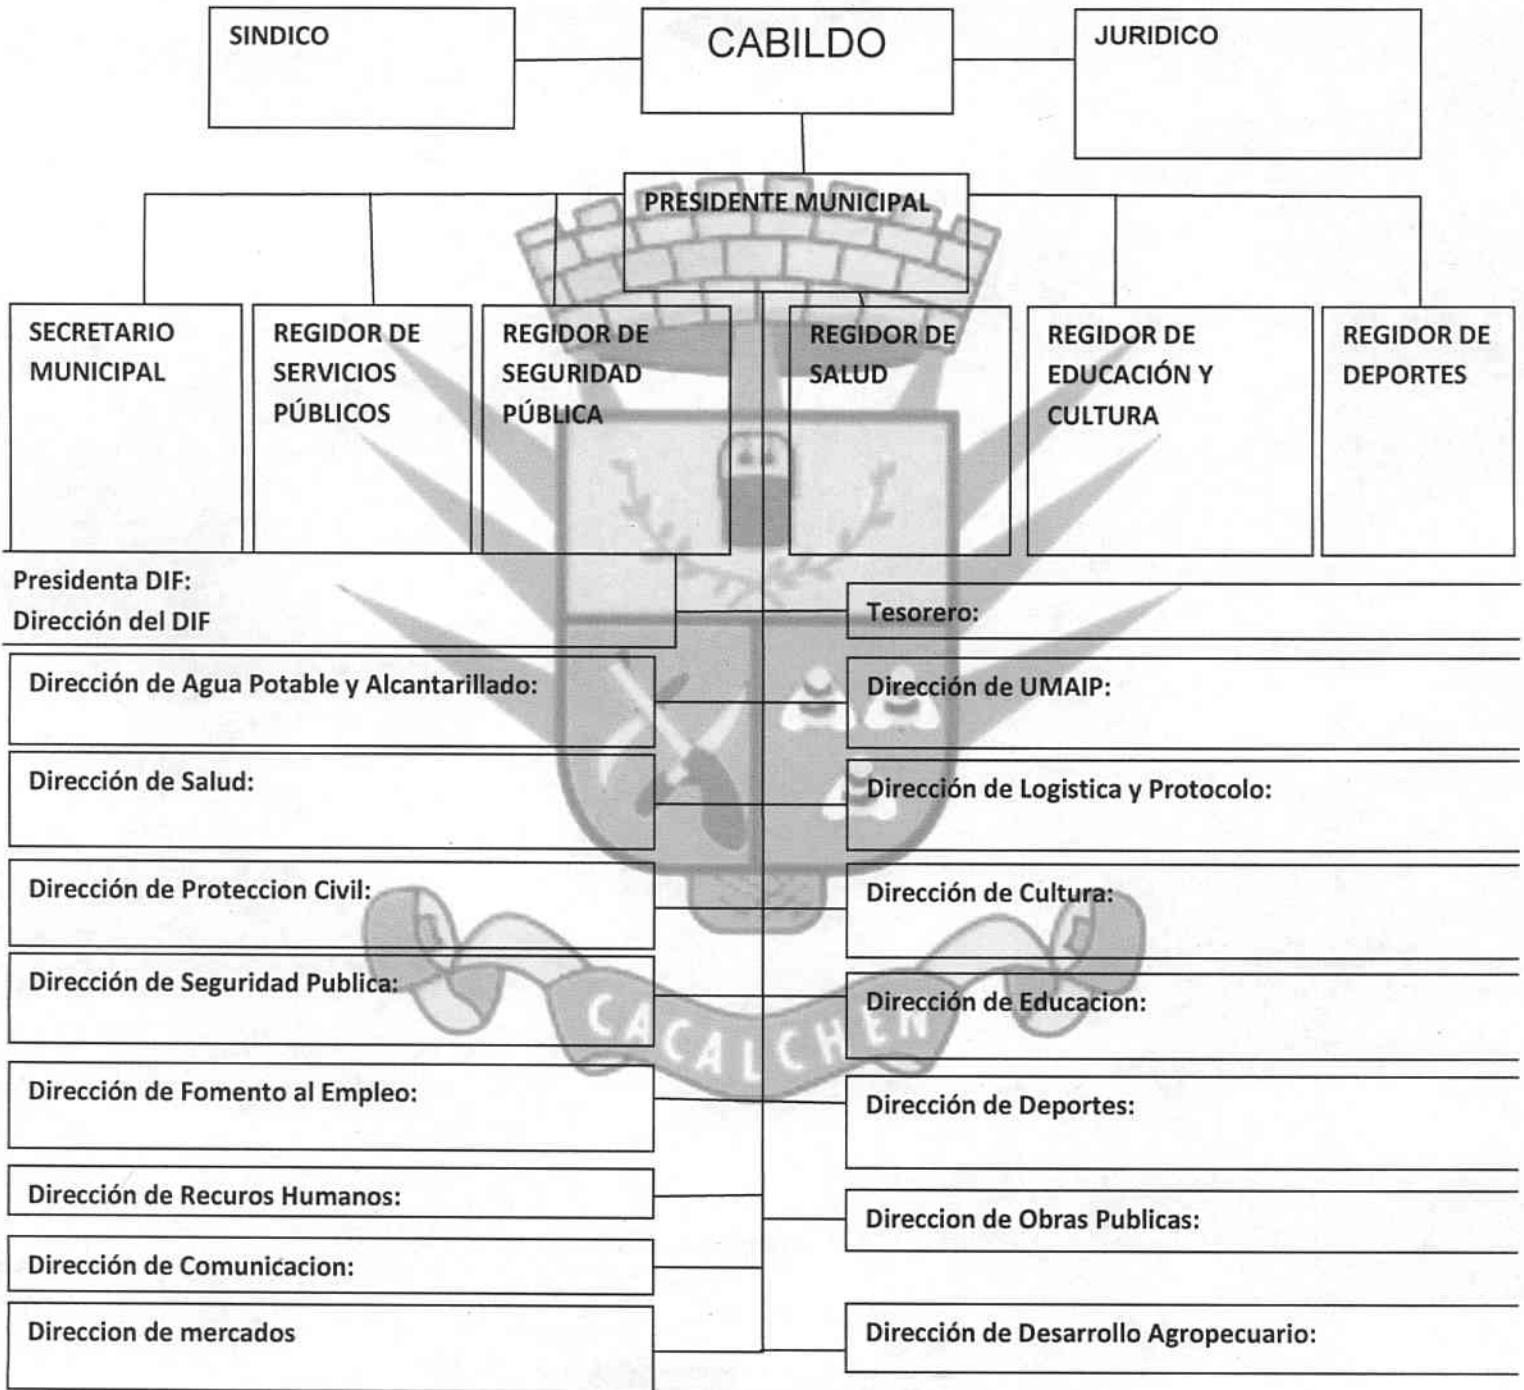 SINDICO
CABILDO
JURIDICO
PRESIDENTE MUNICIPAL
SECRETARIO
MUNICIPAL
REGIDOR DE
SERVICIOS
PÚBLICOS
REGIDOR DE
SEGURIDAD
PÚBLICA
REGIDOR DE
SALUD
REGIDOR DE
EDUCACIÓN Y
CULTURA
REGIDOR DE
DEPORTES
Presidenta DIF:
Dirección del DIF
Tesorero:
Dirección de Agua Potable y Alcantarillado:
Dirección de UMAIP:
Dirección de Salud:
Dirección de Logistica y Protocolo:
Dirección de Proteccion Civil:
Dirección de Cultura:
Dirección de Seguridad Publica:
Dirección de Educacion:
CACALCHEN
Dirección de Fomento al Empleo:
Dirección de Deportes:
Dirección de Recuros Humanos:
Direccion de Obras Publicas:
Dirección de Comunicacion:
Direccion de mercados
Dirección de Desarrollo Agropecuario: